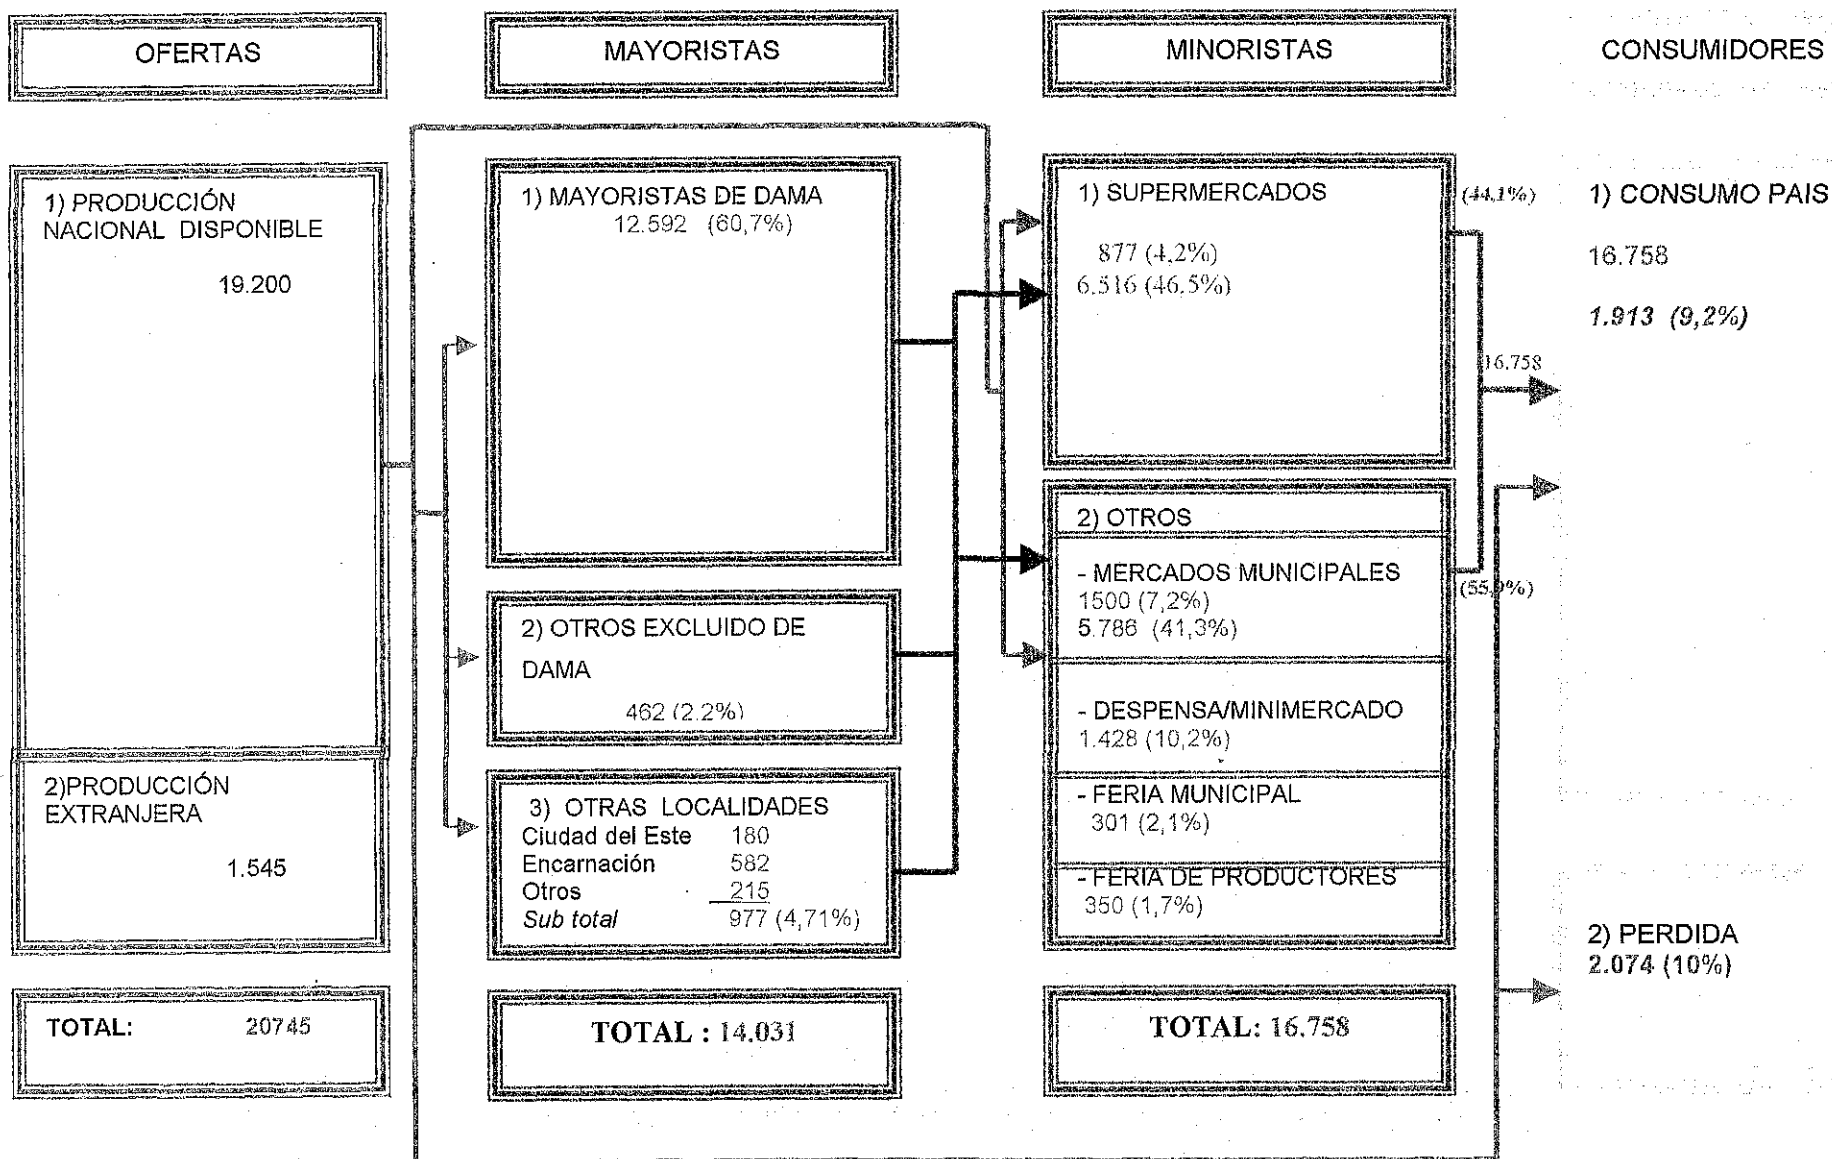 OFERTAS
MAYORISTAS
MINORISTAS
CONSUMIDORES
1) PRODUCCIÓN
NACIONAL DISPONIBLE
19.200
2)PRODUCCIÓN
EXTRANJERA
1.545
TOTAL: 20745
1) MAYORISTAS DE DAMA
12.592 (60,7%)
2) OTROS EXCLUIDO DE
DAMA
462 (2.2%)
3) OTRAS LOCALIDADES
Ciudad del Este 180
Encarnación 582
Otros 215
Sub total 977 (4,71%)
TOTAL : 14.031
1) SUPERMERCADOS
877 (4,2%)
6.516 (46,5%)
2) OTROS
- MERCADOS MUNICIPALES
1500 (7,2%)
5.786 (41,3%)
- DESPENSA/MINIMERCADO
1.428 (10,2%)
- FERIA MUNICIPAL
301 (2,1%)
- FERIA DE PRODUCTORES
350 (1,7%)
TOTAL: 16.758
(44,1%)
16.758
(55,9%)
1) CONSUMO PAIS
16.758
1.913 (9,2%)
2) PERDIDA
2.074 (10%)